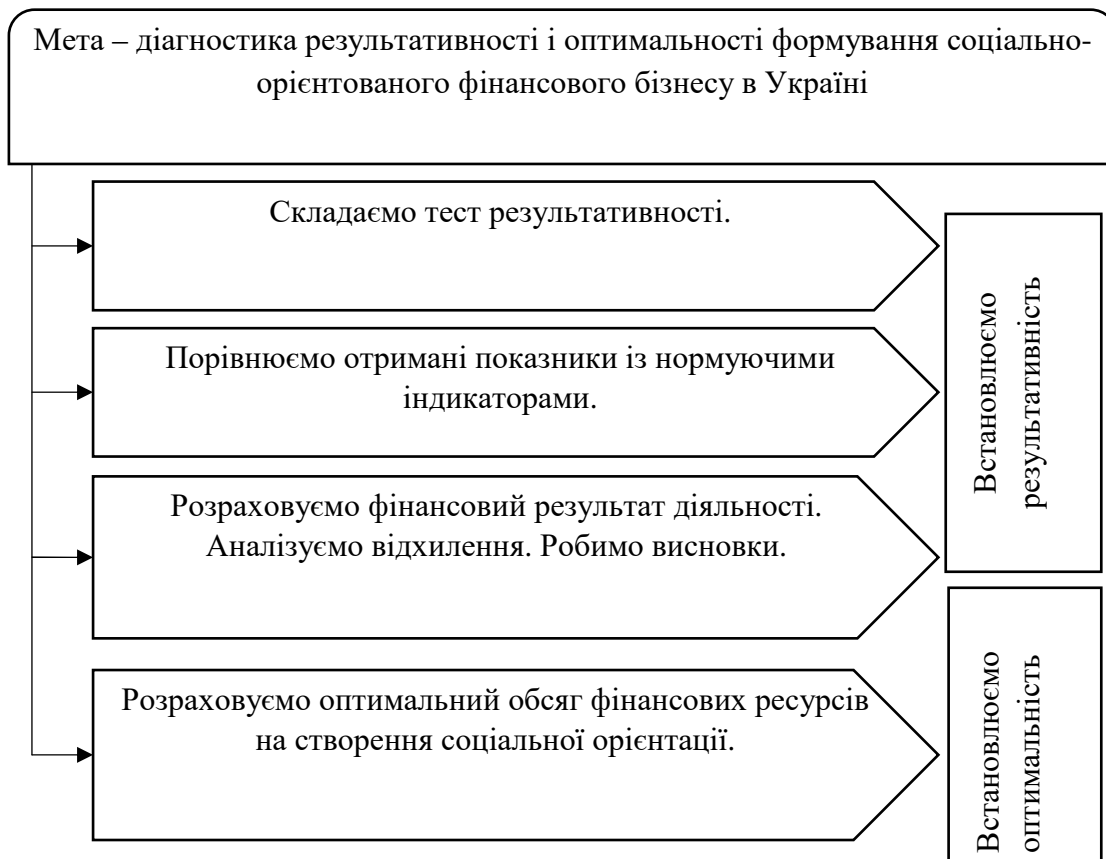 Мета – діагностика результативності і оптимальності формування соціально-
орієнтованого фінансового бізнесу в Україні
Складаємо тест результативності.
Порівнюємо отримані показники із нормуючими
індикаторами.
Розраховуємо фінансовий результат діяльності.
Аналізуємо відхилення. Робимо висновки.
Встановлюємо
результативність
Розраховуємо оптимальний обсяг фінансових ресурсів
на створення соціальної орієнтації.
Встановлюємо
оптимальність